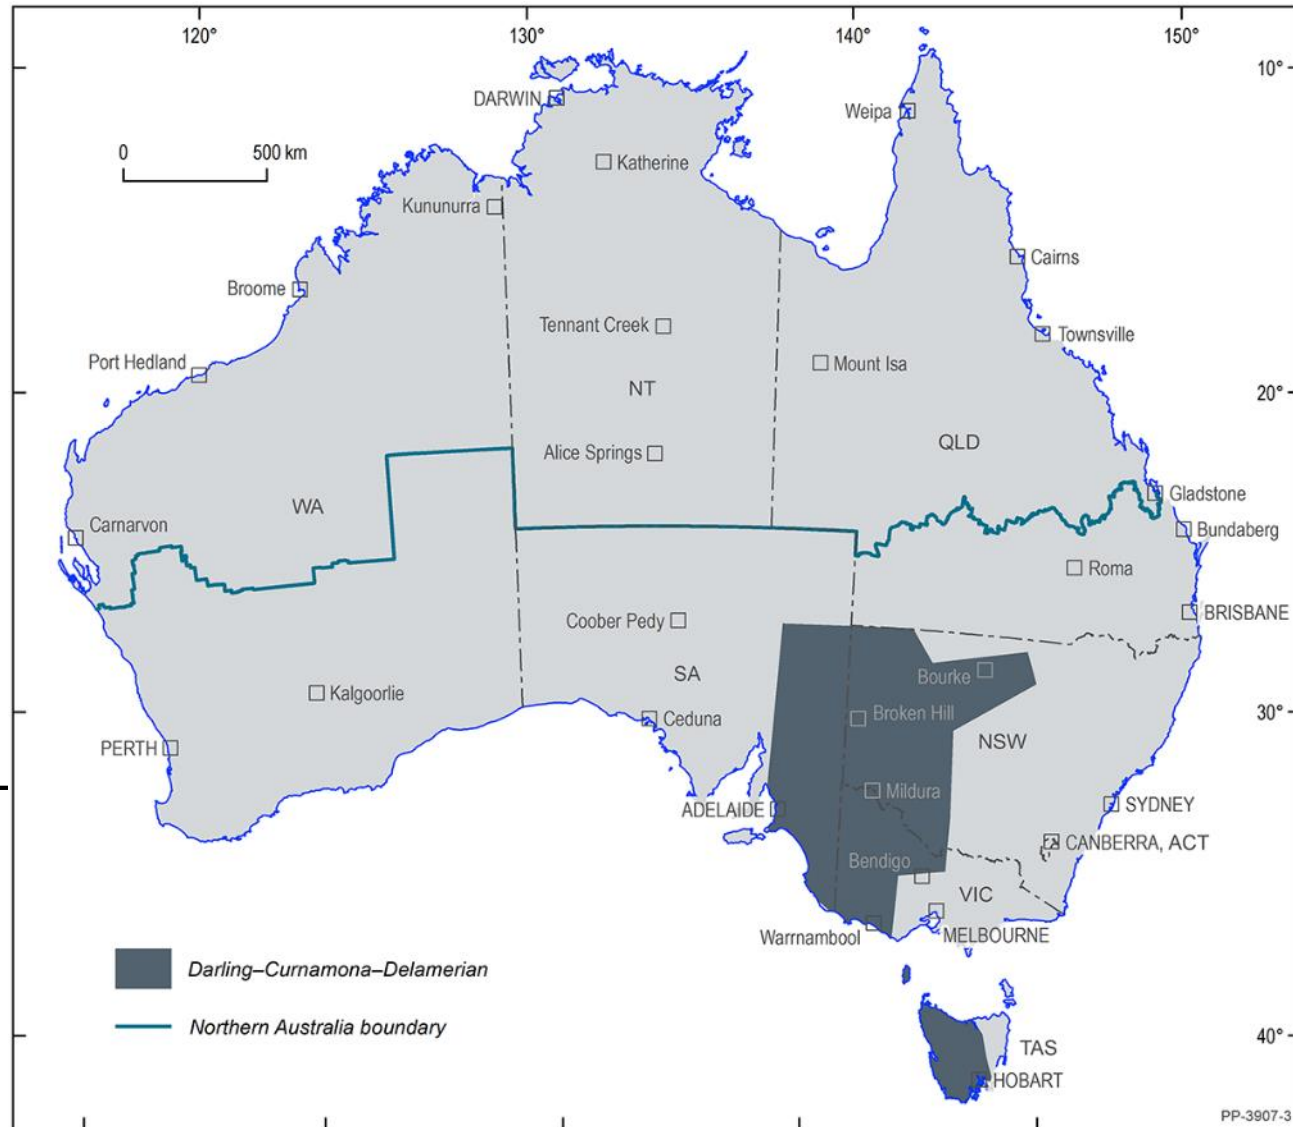 120° 130° 140° 150°
10°
DARWIN
Weipa
0 500 km
Katherine
Kununurra
Cairns
Broome
Tennant Creek
Townsville
Port Hedland
Mount Isa
NT
20°
QLD
Alice Springs
WA
Gladstone
Carnarvon
Bundaberg
Roma
BRISBANE
Coober Pedy
SA
Bourke
Kalgoorlie
Ceduna
Broken Hill
30°
NSW
PERTH
Mildura
ADELAIDE
SYDNEY
CANBERRA, ACT
Bendigo
VIC
Warrnambool
MELBOURNE
Darling–Curnamona–Delamerian
Northern Australia boundary
40°
TAS
HOBART
PP-3907-3